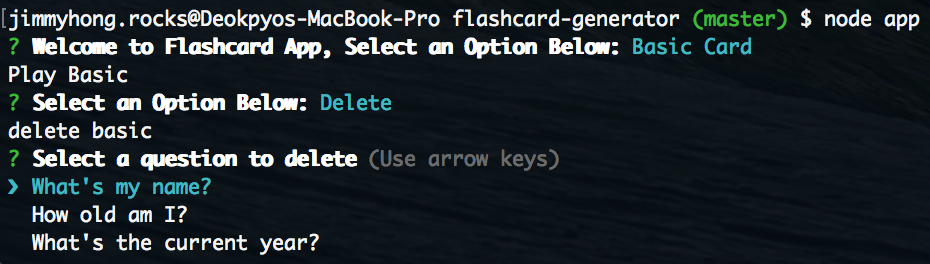 [jimmyhong.rocks@Deokpyos-MacBook-Pro flashcard-generator (master) $ node app
? Welcome to Flashcard App, Select an Option Below: Basic Card
Play Basic
? Select an Option Below: Delete
delete basic
? Select a question to delete (Use arrow keys)
❯ What's my name?
How old am I?
What's the current year?